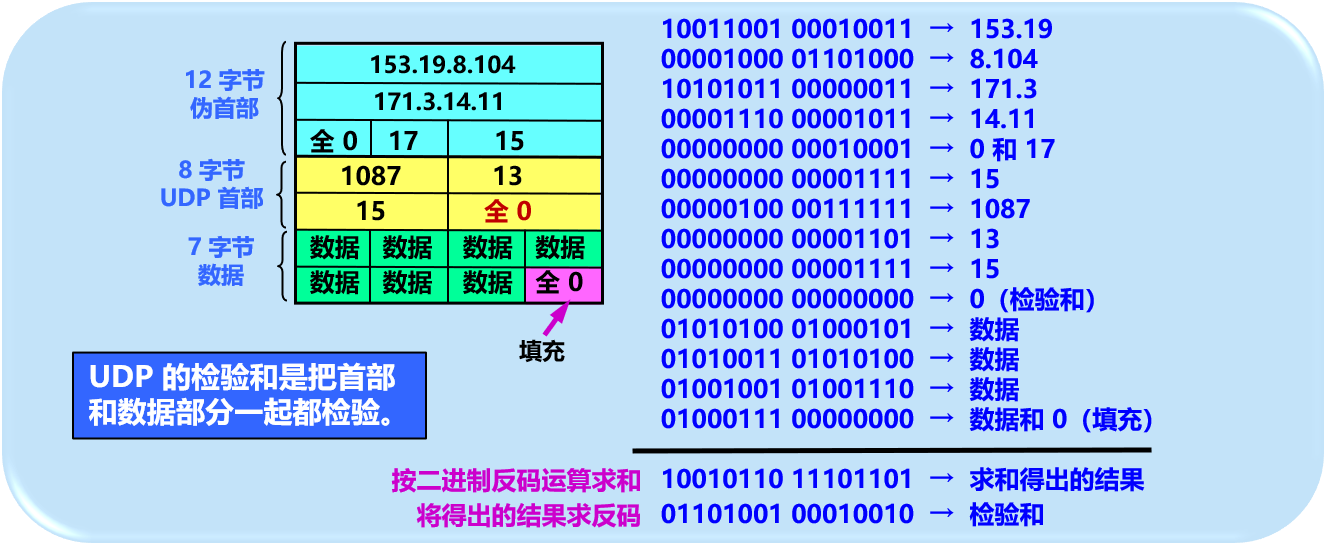 12 字节
伪首部
153.19.8.104
171.3.14.11
全 0 17 15
8 字节
UDP 首部
1087 13
15 全 0
7 字节
数据
数据 数据 数据 数据
数据 数据 数据 全 0
填充
UDP 的检验和是把首部
和数据部分一起都检验。
10011001 00010011 → 153.19
00001000 01101000 → 8.104
10101011 00000011 → 171.3
00001110 00001011 → 14.11
00000000 00010001 → 0 和 17
00000000 00001111 → 15
00000100 00111111 → 1087
00000000 00001101 → 13
00000000 00001111 → 15
00000000 00000000 → 0（检验和）
01010100 01000101 → 数据
01010011 01010100 → 数据
01001001 01001110 → 数据
01000111 00000000 → 数据和 0（填充）
按二进制反码运算求和 10010110 11101101 → 求和得出的结果
将得出的结果求反码 01101001 00010010 → 检验和